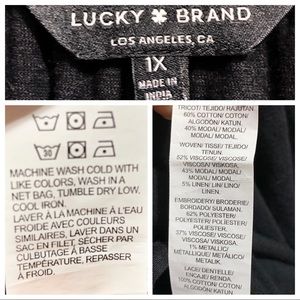 LUCKY BRAND
LOS ANGELES, CA
1X
MADE IN
INDIA
30
MACHINE WASH COLD WITH
LIKE COLORS, WASH IN A
NET BAG, TUMBLE DRY LOW,
COOL IRON.
LAVER À LA MACHINE À L'EAU
FROIDE AVEC COULEURS
SIMILAIRES, LAVER DANS UN
SAC EN FILET, SÉCHER PAR
CULBUTAGE À BASSE
TEMPÉRATURE, REPASSER
À FROID.
TRICOT/ TEJIDO/ RAJUTAN
60% COTTON/ COTON/
ALGODÓN/ KATUN.
40% MODAL/ MODAL/
MODAL/ MODAL.
WOVEN/ TISSÉ/ TEJIDO/
TENUN.
52% VISCOSE/ VISCOSE/
VISCOSA/ VISKOSA.
43% MODAL/ MODAL/
MODAL/ MODAL.
5% LINEN/ LIN/ LINO/
LINEN.
EMBROIDERY/ BRODERIE/
BORDADO/ SULAMAN.
62% POLYESTER/
POLYESTER/ POLIÉSTER/
POLYESTER.
37% VISCOSE/ VISCOSE/
VISCOSA/ VISKOSA.
1% METALLIC/
MÉTALLIQUE/ METÁLICO/
METALIK.
LACE/ DENTELLE/
ENCAJE/ RENDA.
100% COTTON/ COTON/
ALGODÓN/ KATUN.